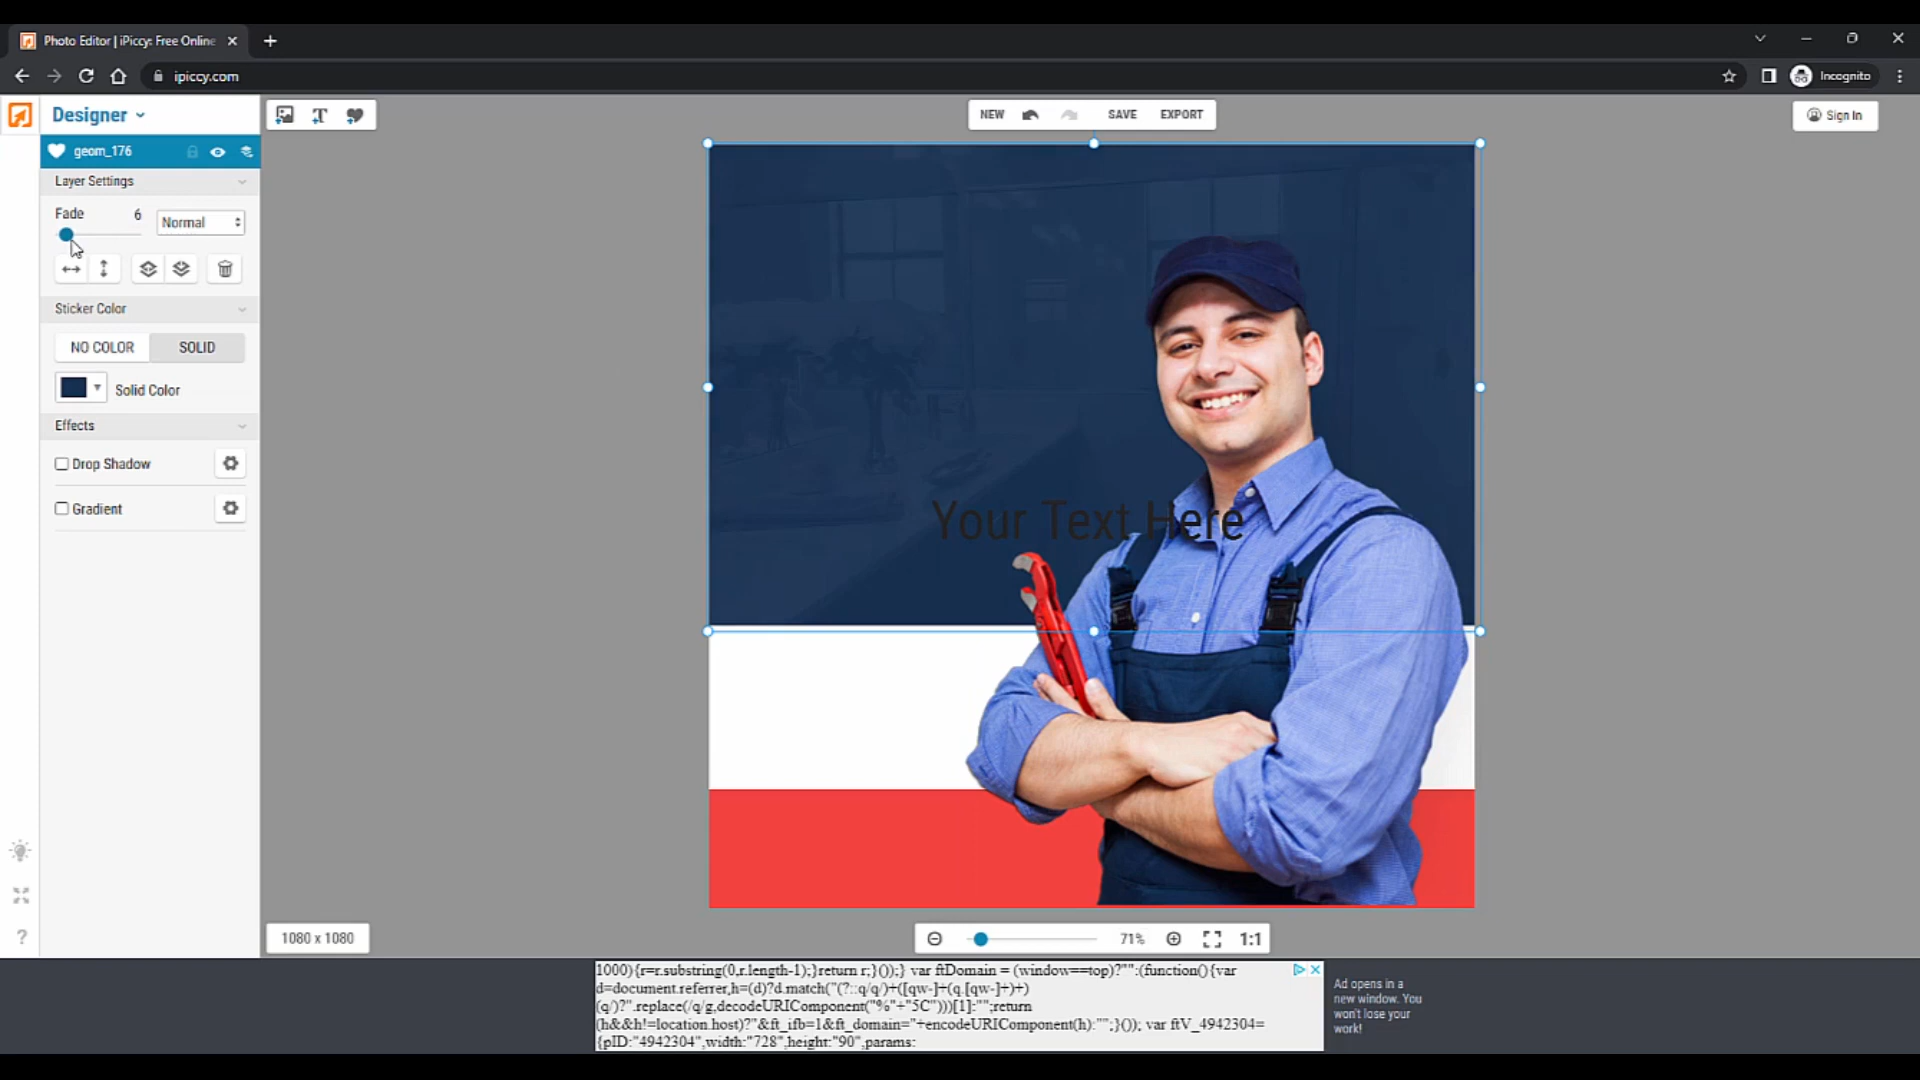 Photo Editor | iPiccy: Free Online
ipiccy.com
Incognito
Designer
NEW
SAVE
EXPORT
Sign In
geom_176
Layer Settings
Fade 6
Normal
Sticker Color
NO COLOR
SOLID
Solid Color
Effects
Drop Shadow
Gradient
Your Text Here
1080 x 1080
71%
1:1
1000){r=r.substring(0,r.length-1);}return r;}());} var ftDomain = (window==top)?"":(function(){var
d=document.referrer,h=(d)?d.match("(?::q/q/)+([qw-]+(q.[qw-]+)+)
(q/)?".replace(/q/g,decodeURIComponent("%"+"5C")))[1]:"";return
(h&&h!=location.host)?"&ft_ifb=1&ft_domain="+encodeURIComponent(h):"";}()); var ftV_4942304=
{pID:"4942304",width:"728",height:"90",params:
Ad opens in a
new window. You
won't lose your
work!